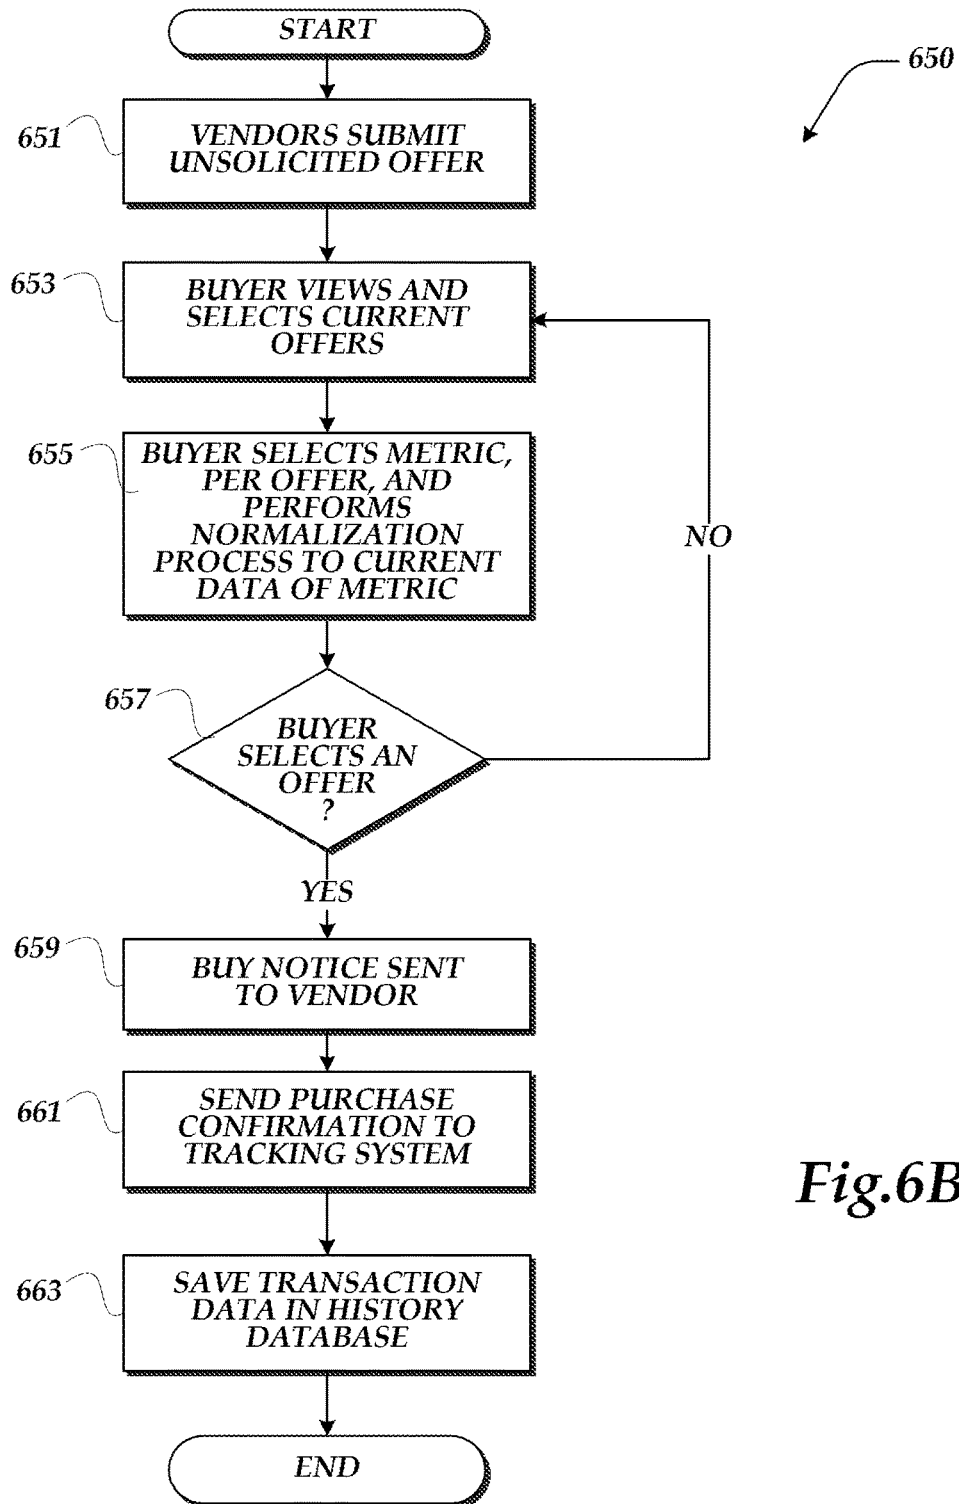 START
650
651
VENDORS SUBMIT
UNSOLICITED OFFER
653
BUYER VIEWS AND
SELECTS CURRENT
OFFERS
655
BUYER SELECTS METRIC,
PER OFFER, AND
PERFORMS
NORMALIZATION
PROCESS TO CURRENT
DATA OF METRIC
NO
657
BUYER
SELECTS AN
OFFER
?
YES
659
BUY NOTICE SENT
TO VENDOR
661
SEND PURCHASE
CONFIRMATION TO
TRACKING SYSTEM
Fig.6B
663
SAVE TRANSACTION
DATA IN HISTORY
DATABASE
END